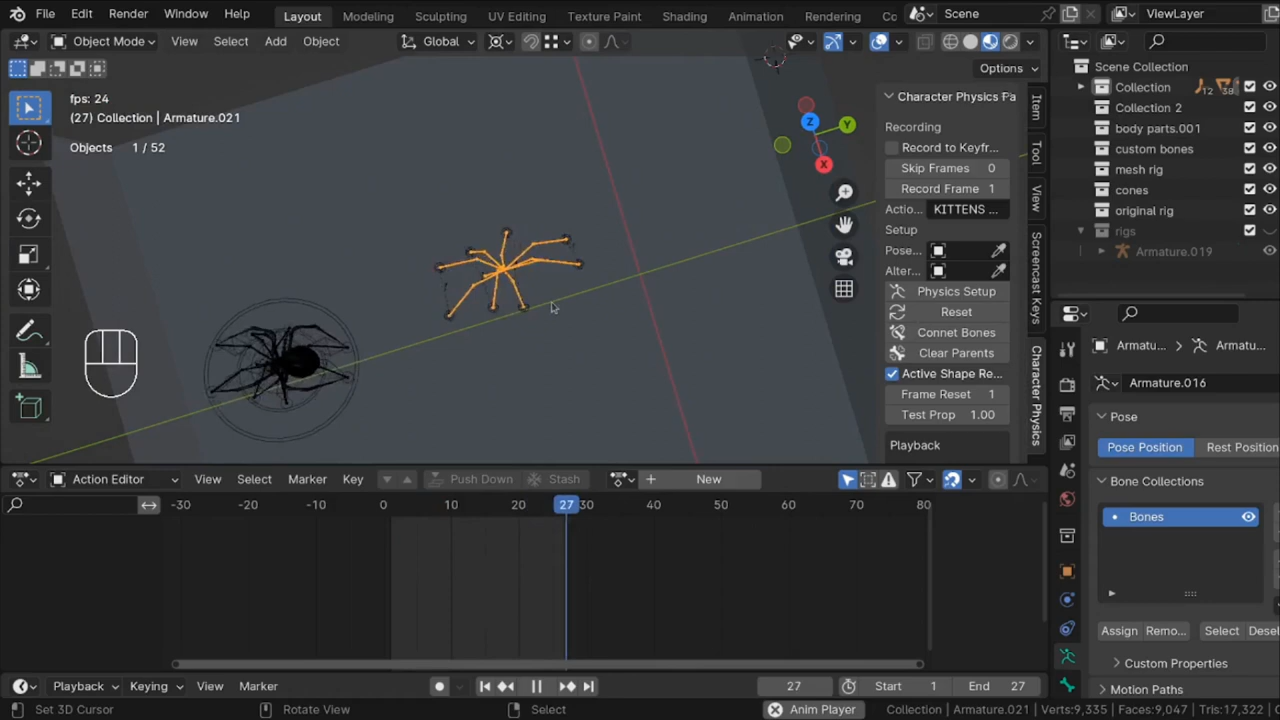 File Edit Render Window Help Layout Modeling Sculpting UV Editing Texture Paint Shading Animation Rendering Co Scene ViewLayer
Object Mode View Select Add Object Global
Options
fps: 24
(27) Collection | Armature.021
Objects 1 / 52
Z
Y
X
Character Physics Pa
Recording
Record to Keyfr...
Skip Frames 0
Record Frame 1
Actio... KITTENS ...
Setup
Pose...
Alter...
Physics Setup
Reset
Connet Bones
Clear Parents
Active Shape Re...
Frame Reset 1
Test Prop 1.00
Playback
Item
Tool
View
Screencast Keys
Character Physics
Scene Collection
Collection 12 38
Collection 2
body parts.001
custom bones
mesh rig
cones
original rig
rigs
Armature.019
Armatu... Armatu...
Armature.016
Pose
Pose Position Rest Position
Bone Collections
Bones
Assign Remo... Select Desel
Custom Properties
Motion Paths
Action Editor View Select Marker Key Push Down Stash New
-30 -20 -10 0 10 20 27 30 40 50 60 70 80
Playback Keying View Marker 27 Start 1 End 27
Set 3D Cursor Rotate View Select Anim Player Collection | Armature.021 | Verts:9,335 | Faces:9,047 | Tris:17,322